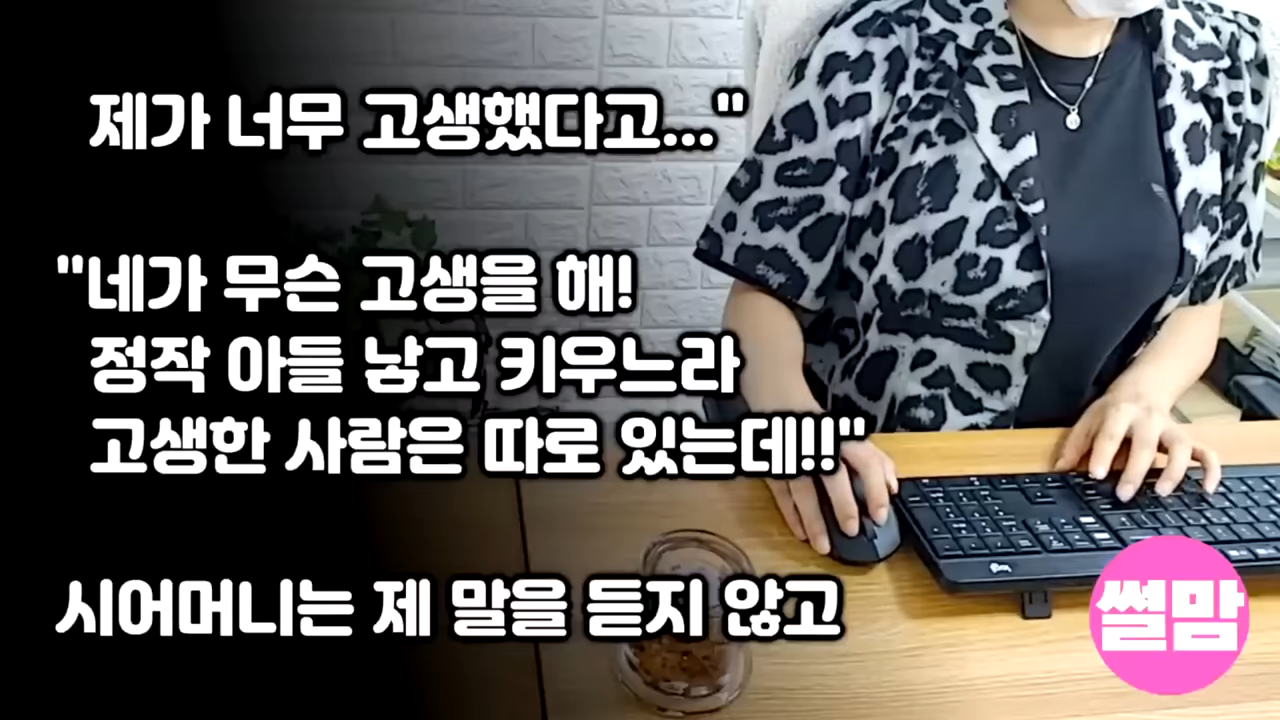 제가 너무 고생했다고..."
"네가 무슨 고생을 해!
정작 아들 낳고 키우느라
고생한 사람은 따로 있는데!!"
시어머니는 제 말을 듣지 않고
썰맘